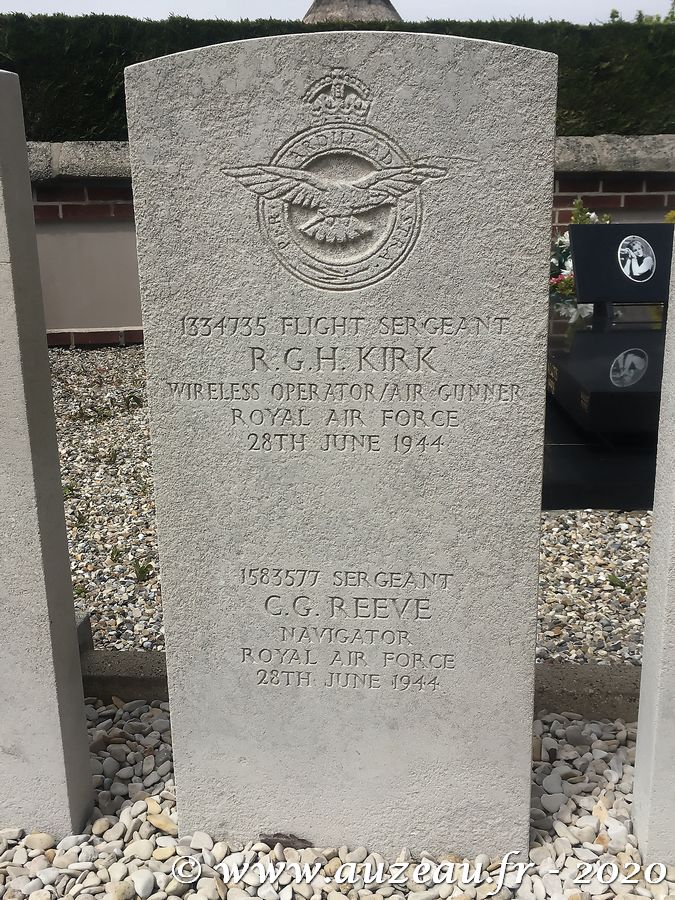 PER ARDUA AD ASTRA
1334735 FLIGHT SERGEANT
R.G.H. KIRK
WIRELESS OPERATOR/AIR GUNNER
ROYAL AIR FORCE
28TH JUNE 1944
1583577 SERGEANT
C.G. REEVE
NAVIGATOR
ROYAL AIR FORCE
28TH JUNE 1944
© www.auzeau.fr - 2020